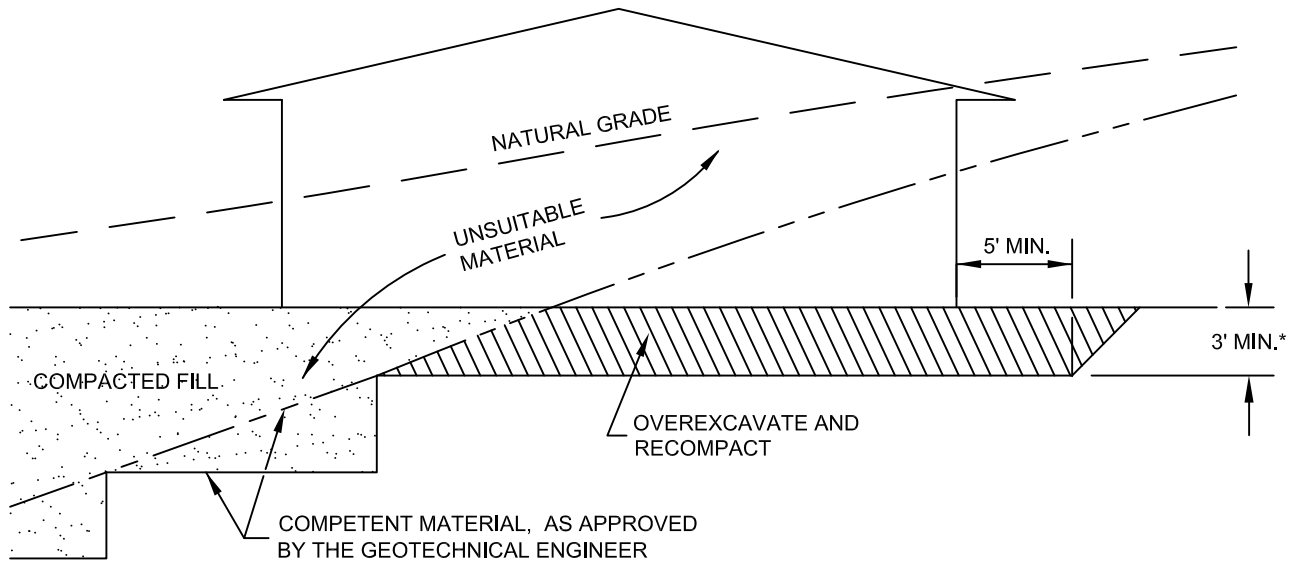 NATURAL GRADE
UNSUITABLE
MATERIAL
5' MIN.
3' MIN.*
COMPACTED FILL
OVEREXCAVATE AND
RECOMPACT
COMPETENT MATERIAL, AS APPROVED
BY THE GEOTECHNICAL ENGINEER